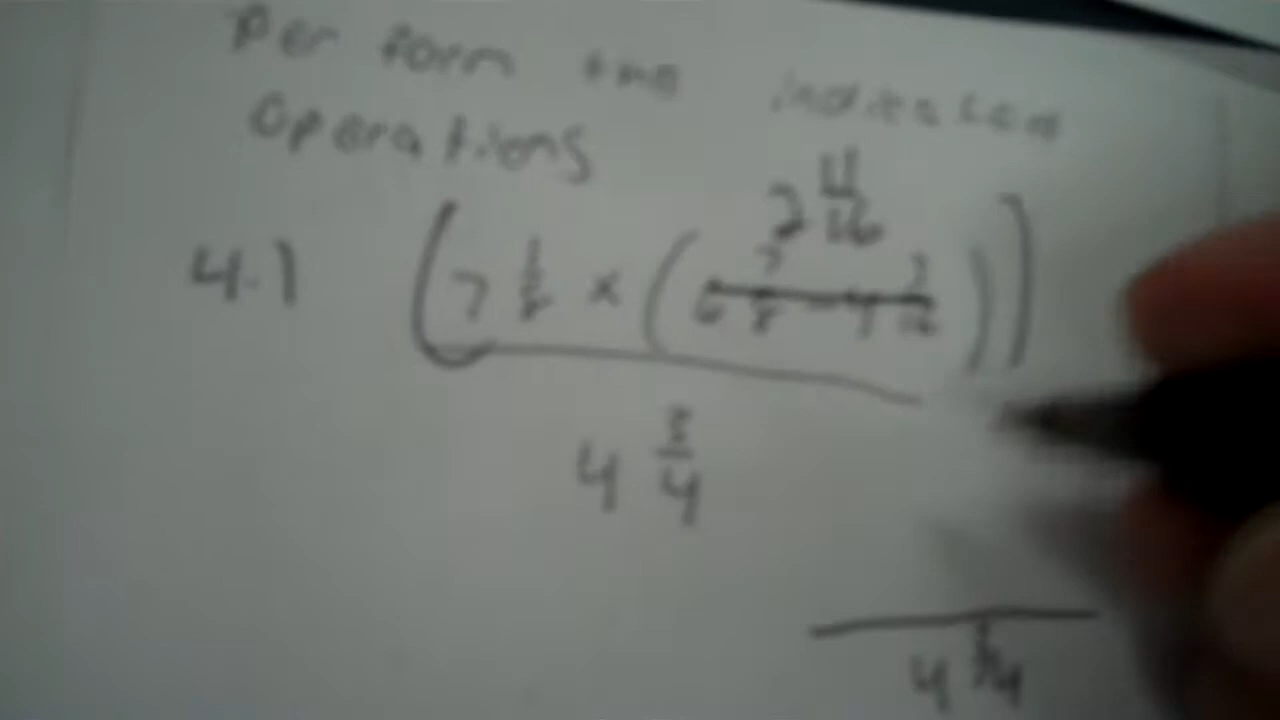 Perform the indicated
operations
2 11/16
4.1 (7 1/8 × (6 7/8 - 4 3/16))
4 3/4
4 3/4